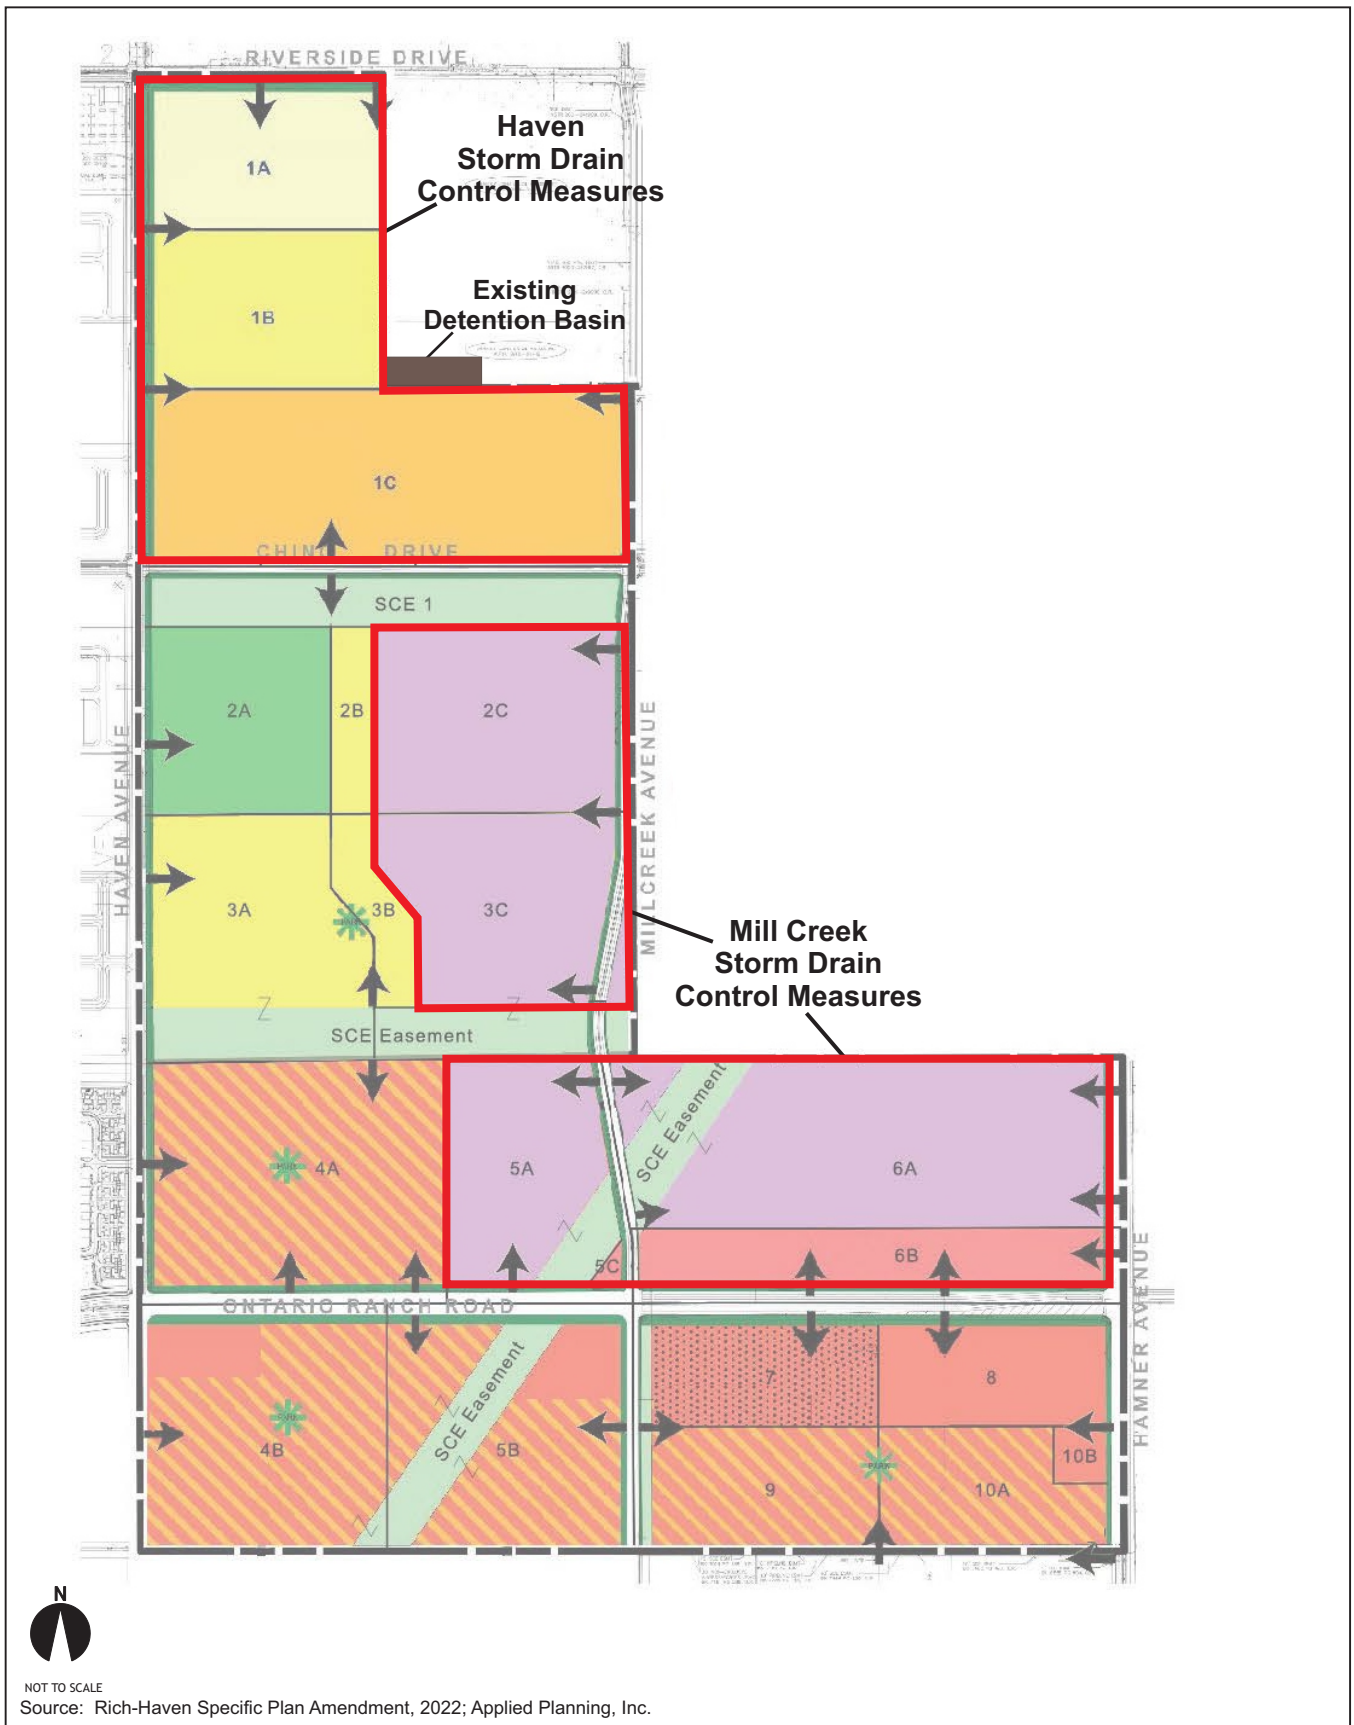 RIVERSIDE DRIVE
Haven
Storm Drain
Control Measures
1A
Existing
Detention Basin
1B
1C
CHINO DRIVE
SCE 1
2A
2B
2C
HAVEN AVENUE
MILLCREEK AVENUE
3A
3B
3C
Mill Creek
Storm Drain
Control Measures
SCE Easement
4A
5A
SCE Easement
6A
5C
6B
ONTARIO RANCH ROAD
HAMNER AVENUE
SCE Easement
7
8
4B
5B
9
PARK
10A
10B
N
NOT TO SCALE
Source: Rich-Haven Specific Plan Amendment, 2022; Applied Planning, Inc.